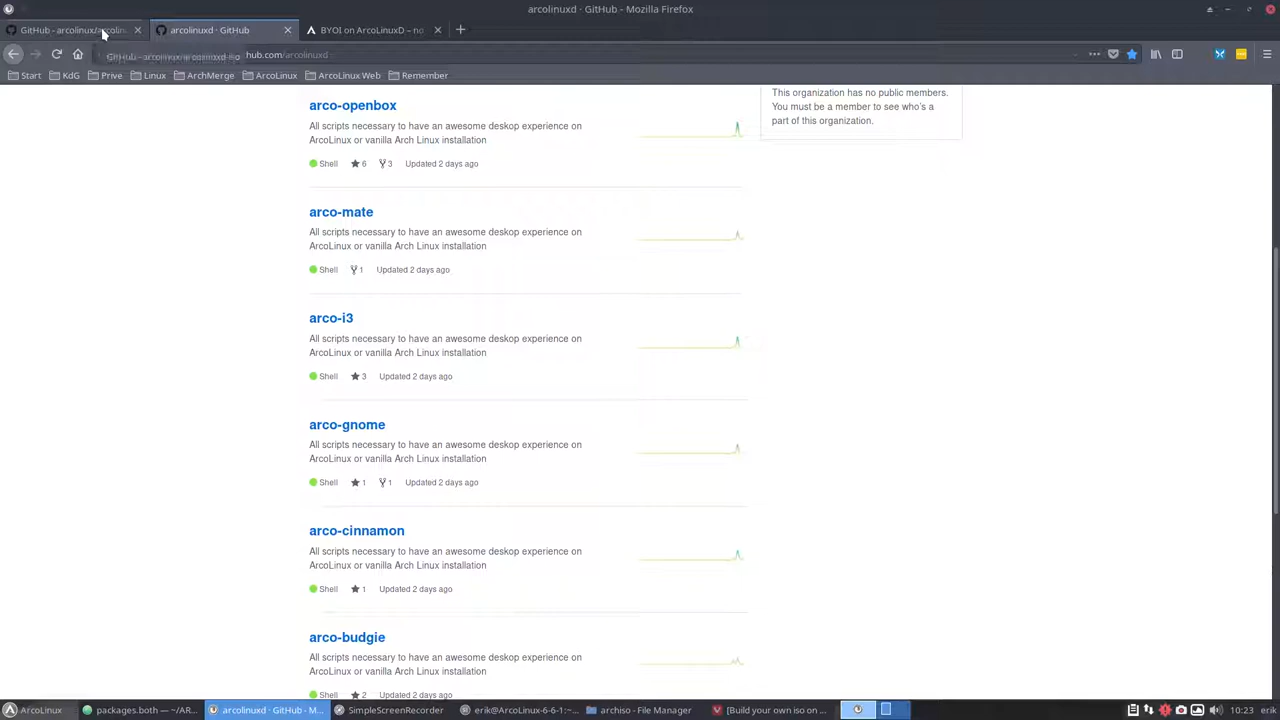 arcolinuxd · GitHub - Mozilla Firefox
GitHub - arcolinux/arcolin
arcolinuxd · GitHub
BYOI on ArcoLinuxD – no
GitHub - arcolinux/arcolinuxd-iso
hub.com/arcolinuxd
Start
KdG
Prive
Linux
ArchMerge
ArcoLinux
ArcoLinux Web
Remember
arco-openbox
All scripts necessary to have an awesome deskop experience on
ArcoLinux or vanilla Arch Linux installation
Shell 6 3 Updated 2 days ago
This organization has no public members.
You must be a member to see who's a
part of this organization.
arco-mate
All scripts necessary to have an awesome deskop experience on
ArcoLinux or vanilla Arch Linux installation
Shell 1 Updated 2 days ago
arco-i3
All scripts necessary to have an awesome deskop experience on
ArcoLinux or vanilla Arch Linux installation
Shell 3 Updated 2 days ago
arco-gnome
All scripts necessary to have an awesome deskop experience on
ArcoLinux or vanilla Arch Linux installation
Shell 1 1 Updated 2 days ago
arco-cinnamon
All scripts necessary to have an awesome deskop experience on
ArcoLinux or vanilla Arch Linux installation
Shell 1 Updated 2 days ago
arco-budgie
All scripts necessary to have an awesome deskop experience on
ArcoLinux or vanilla Arch Linux installation
Shell 2 Updated 2 days ago
ArcoLinux
packages.both — ~/AR...
arcolinuxd · GitHub - M...
SimpleScreenRecorder
erik@ArcoLinux-6-6-1:~...
archiso - File Manager
[Build your own iso on ...
10:23 erik